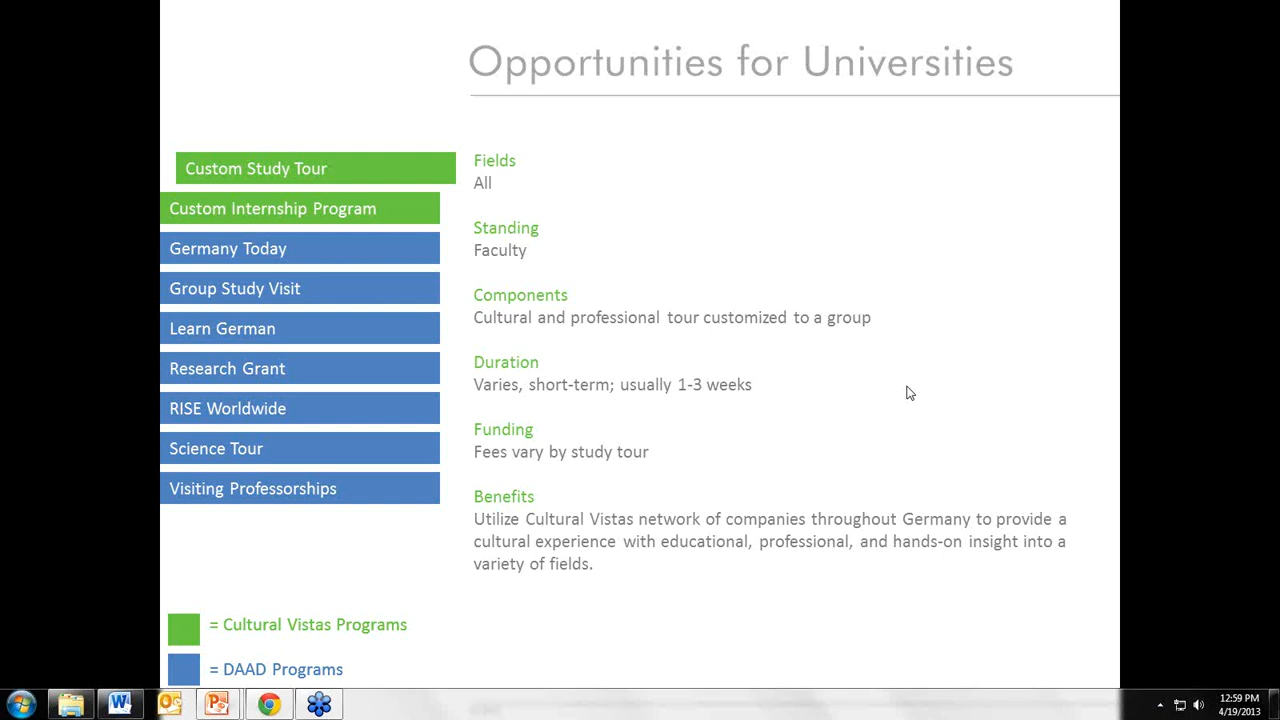 Opportunities for Universities
Custom Study Tour
Custom Internship Program
Germany Today
Group Study Visit
Learn German
Research Grant
RISE Worldwide
Science Tour
Visiting Professorships
Fields
All
Standing
Faculty
Components
Cultural and professional tour customized to a group
Duration
Varies, short-term; usually 1-3 weeks
Funding
Fees vary by study tour
Benefits
Utilize Cultural Vistas network of companies throughout Germany to provide a
cultural experience with educational, professional, and hands-on insight into a
variety of fields.
= Cultural Vistas Programs
= DAAD Programs
12:59 PM
4/19/2013